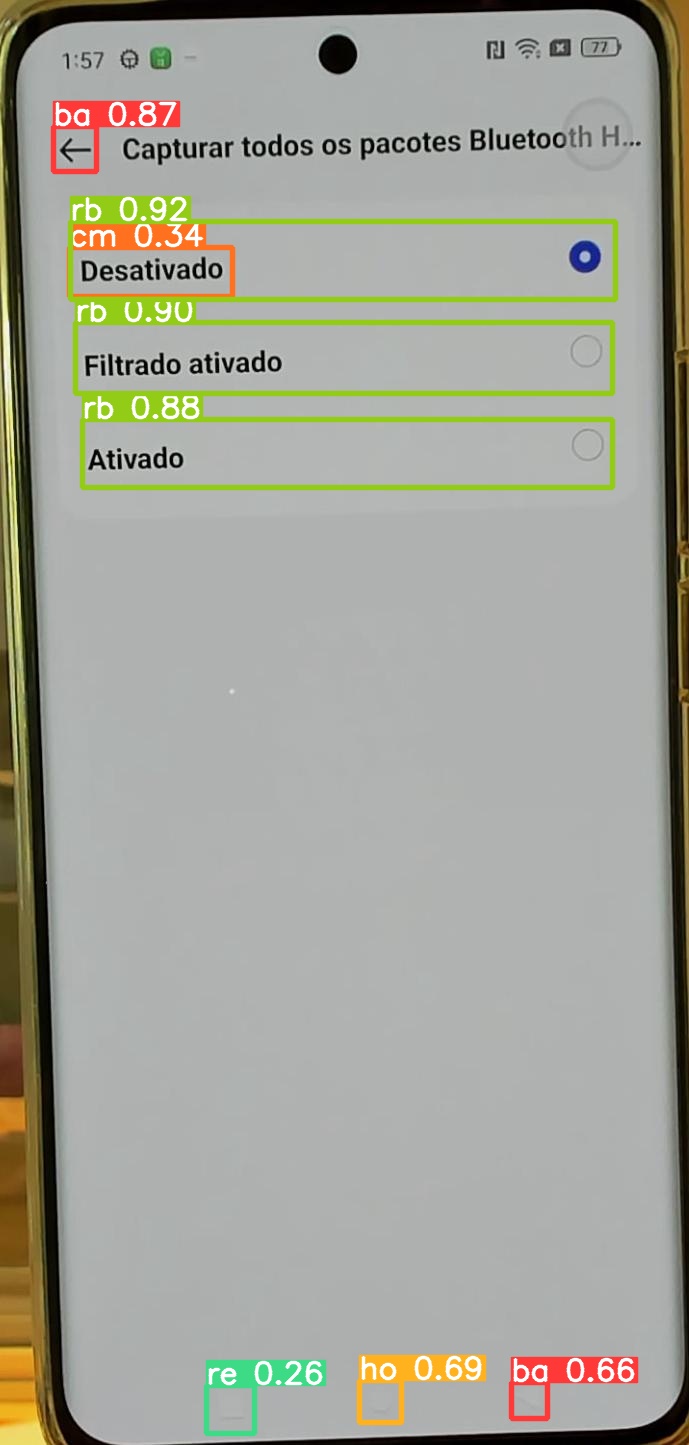 1:57
77
ba 0.87
Capturar todos os pacotes Bluetooth H...
rb 0.92
cm 0.34
Desativado
rb 0.90
Filtrado ativado
rb 0.88
Ativado
re 0.26
ho 0.69
ba 0.66